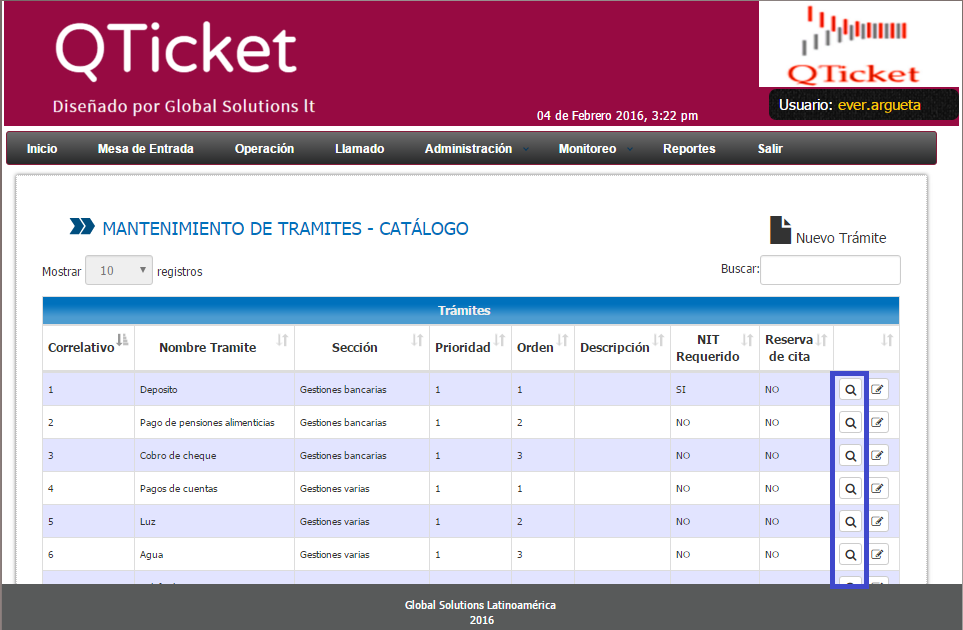 QTicket
Diseñado por Global Solutions lt
04 de Febrero 2016, 3:22 pm
QTicket
Usuario: ever.argueta
Inicio Mesa de Entrada Operación Llamado Administración Monitoreo Reportes Salir
MANTENIMIENTO DE TRAMITES - CATÁLOGO
Nuevo Trámite
Mostrar 10 registros
Buscar:
Trámites
Correlativo Nombre Tramite Sección Prioridad Orden Descripción NIT Requerido Reserva de cita
1 Deposito Gestiones bancarias 1 1 SI NO
2 Pago de pensiones alimenticias Gestiones bancarias 1 2 NO NO
3 Cobro de cheque Gestiones bancarias 1 3 NO NO
4 Pagos de cuentas Gestiones varias 1 1 NO NO
5 Luz Gestiones varias 1 2 NO NO
6 Agua Gestiones varias 1 3 NO NO
Global Solutions Latinoamérica
2016